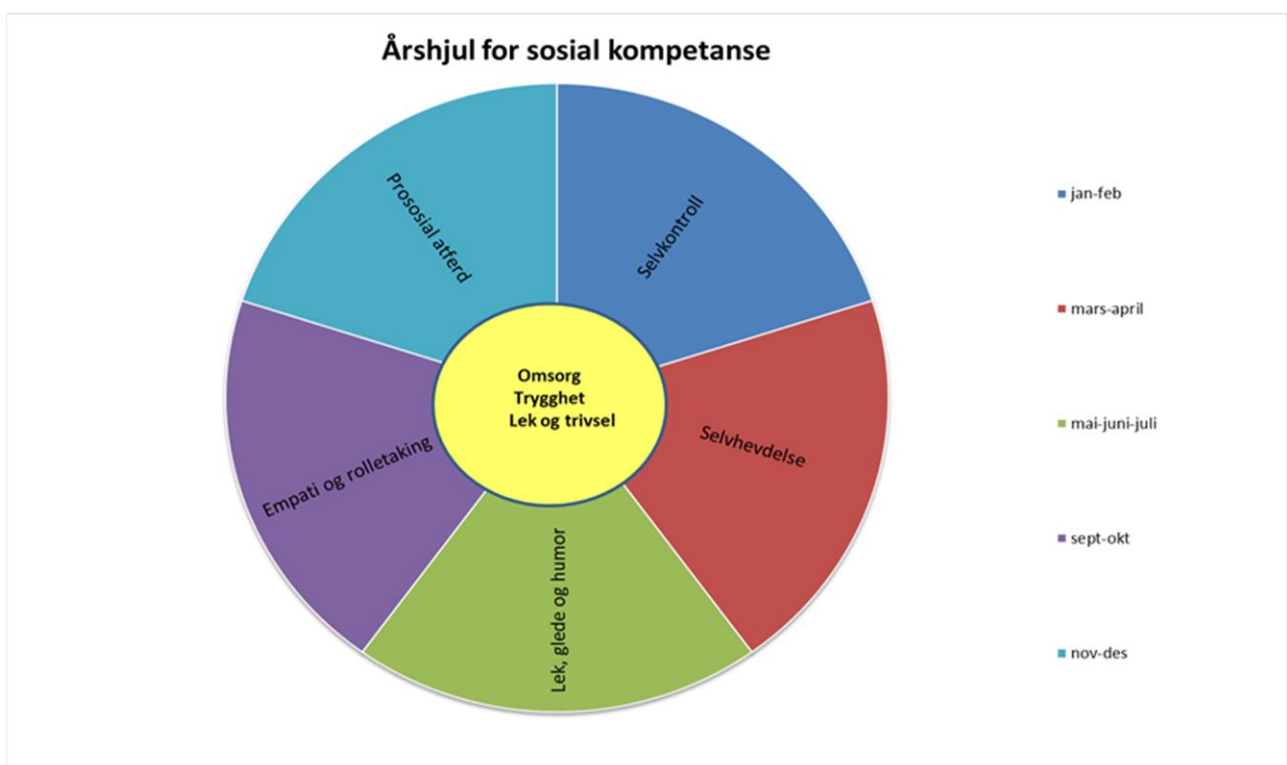 Årshjul for sosial kompetanse
Prososial atferd
Selvkontroll
Selvhevdelse
Lek, glede og humor
Empati og rolletaking
Omsorg
Trygghet
Lek og trivsel
jan-feb
mars-april
mai-juni-juli
sept-okt
nov-des